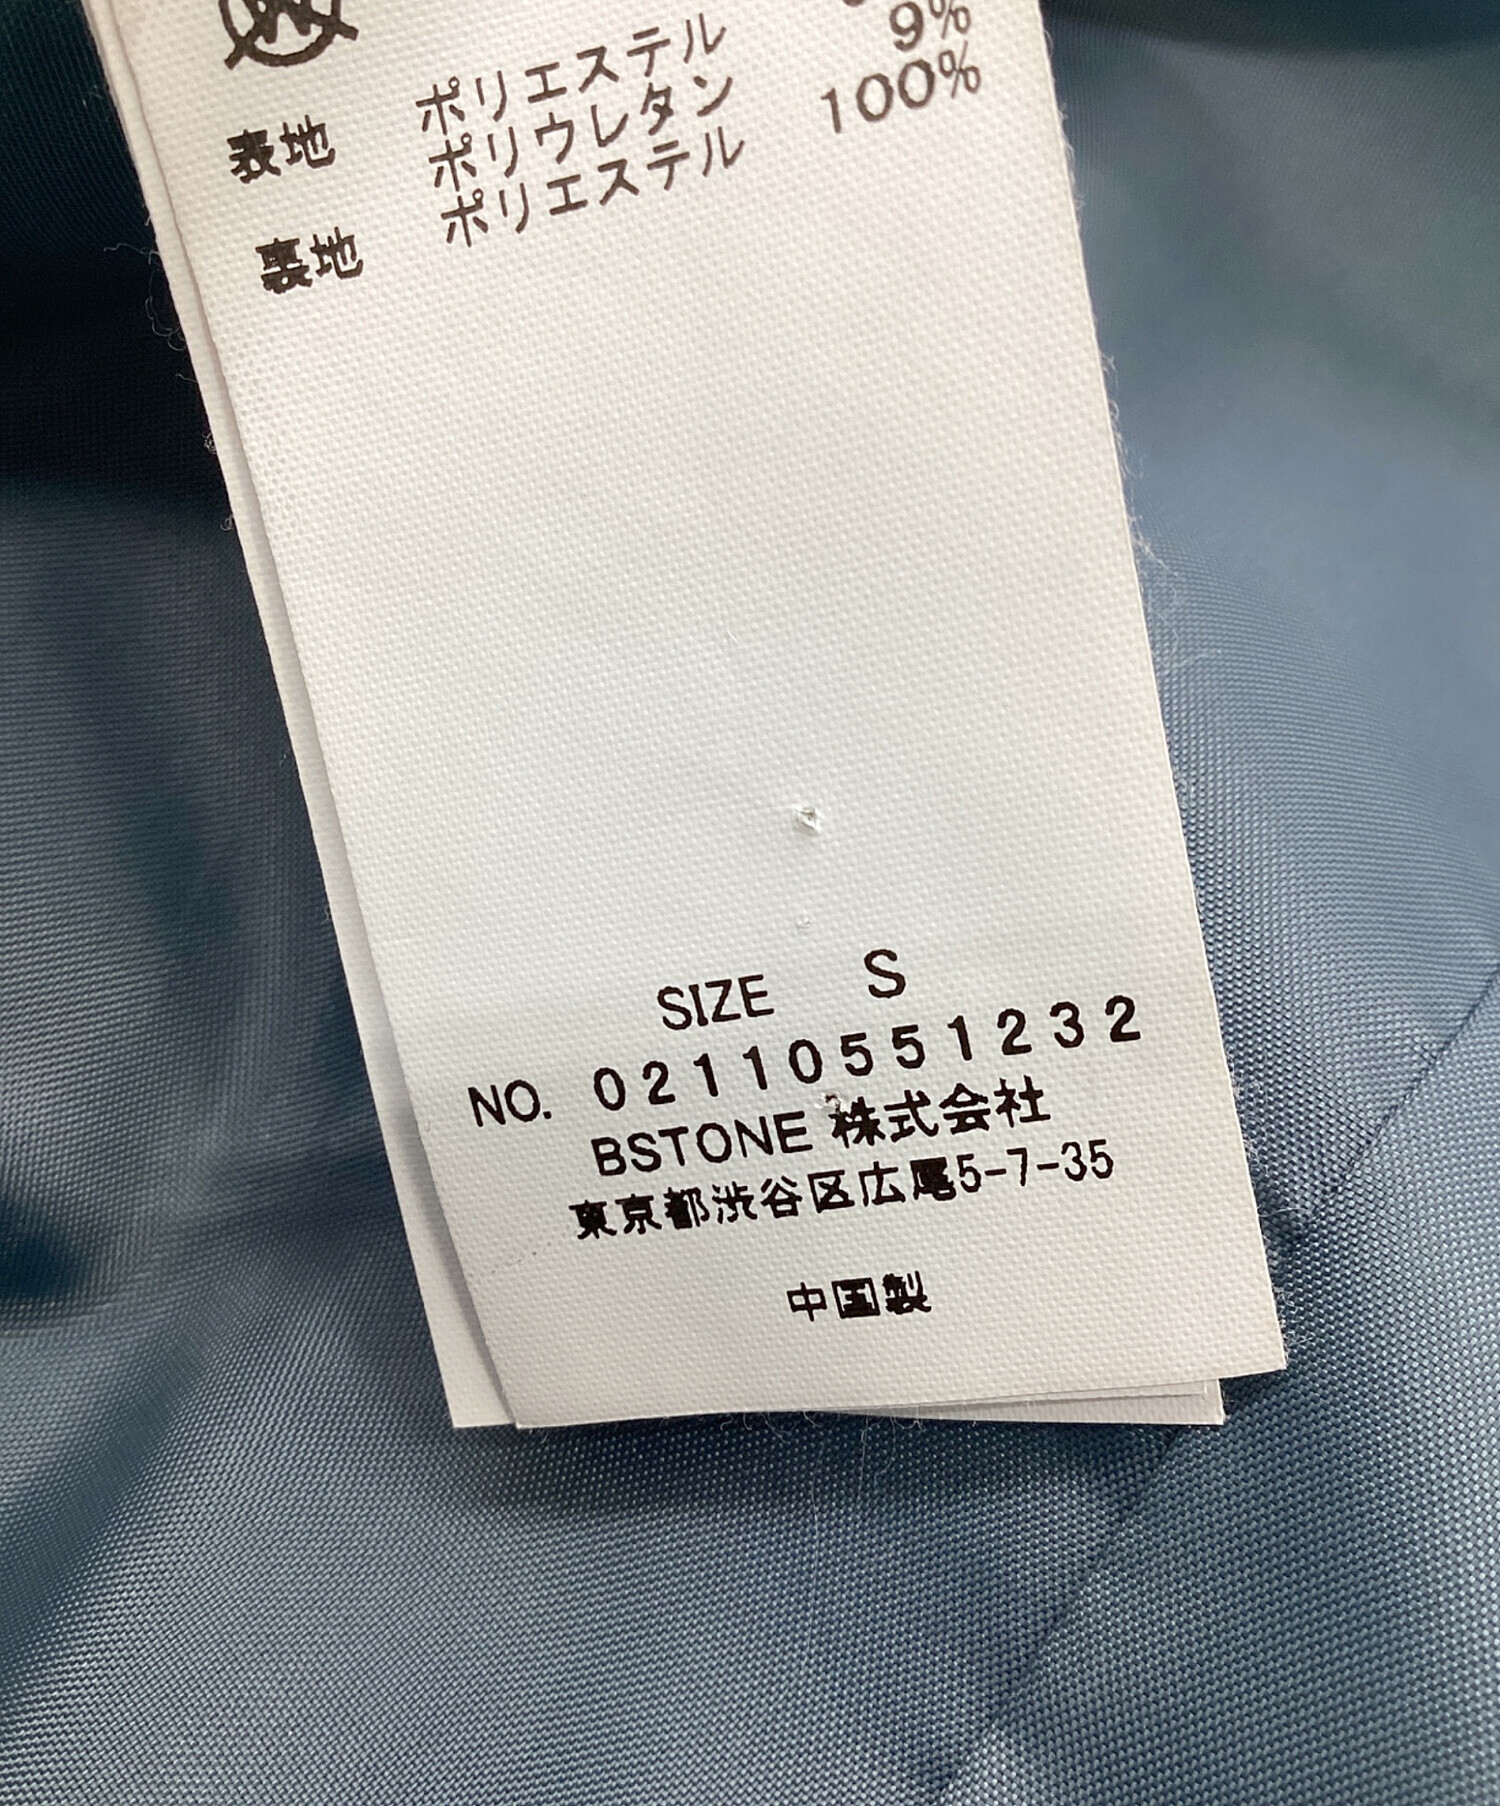 表地 ポリエステル
ポリウレタン 9%
裏地 ポリエステル 100%
SIZE S
NO. 02110551232
BSTONE 株式会社
東京都渋谷区広尾5-7-35
中国製